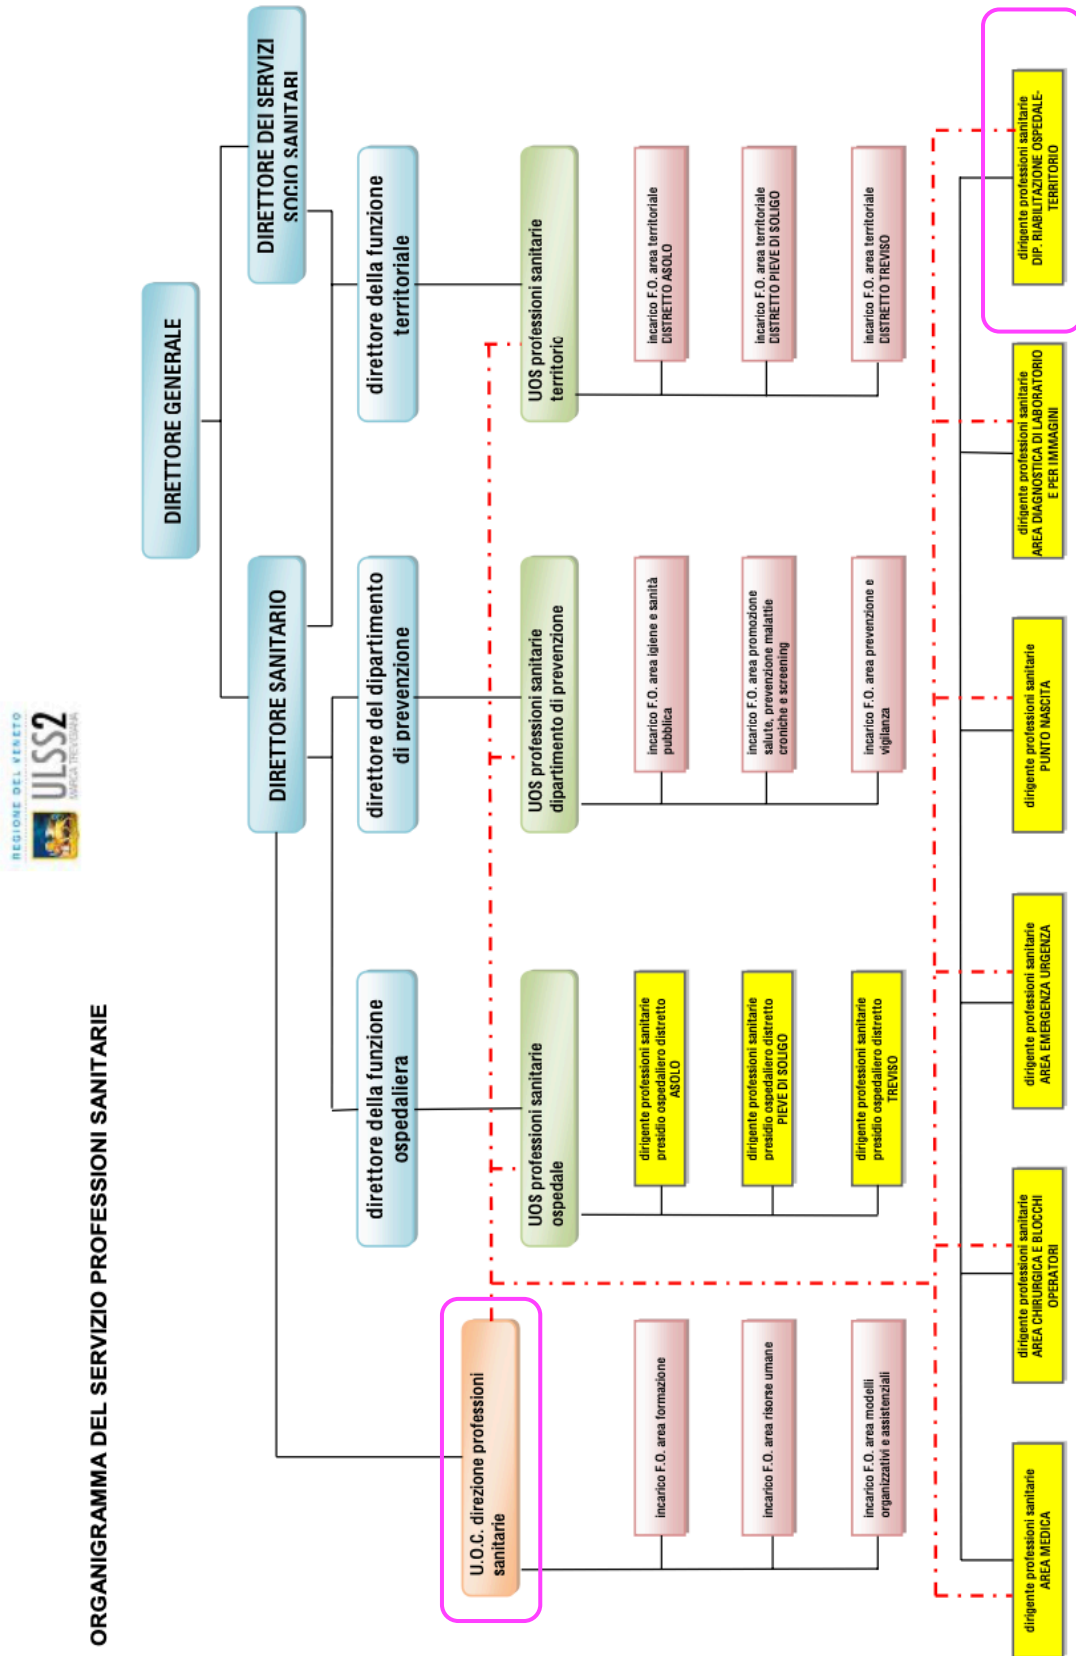 REGIONE DEL VENETO
ULSS2
MARCA TREVIGIANA
ORGANIGRAMMA DEL SERVIZIO PROFESSIONI SANITARIE
DIRETTORE GENERALE
DIRETTORE SANITARIO
DIRETTORE DEI SERVIZI
SOCIO SANITARI
direttore della funzione
ospedaliera
direttore del dipartimento
di prevenzione
direttore della funzione
territoriale
U.O.C. direzione professioni
sanitarie
UOS professioni sanitarie
ospedale
UOS professioni sanitarie
dipartimento di prevenzione
UOS professioni sanitarie
territorio
incarico F.O. area formazione
dirigente professioni sanitarie
presidio ospedaliero distretto
ASOLO
incarico F.O. area igiene e sanità
pubblica
incarico F.O. area territoriale
DISTRETTO ASOLO
incarico F.O. area risorse umane
dirigente professioni sanitarie
presidio ospedaliero distretto
PIEVE DI SOLIGO
incarico F.O. area promozione
salute, prevenzione malattie
croniche e screening
incarico F.O. area territoriale
DISTRETTO PIEVE DI SOLIGO
incarico F.O. area modelli
organizzativi e assistenziali
dirigente professioni sanitarie
presidio ospedaliero distretto
TREVISO
incarico F.O. area prevenzione e
vigilanza
incarico F.O. area territoriale
DISTRETTO TREVISO
dirigente professioni sanitarie
AREA MEDICA
dirigente professioni sanitarie
AREA CHIRURGICA E BLOCCHI
OPERATORI
dirigente professioni sanitarie
AREA EMERGENZA URGENZA
dirigente professioni sanitarie
PUNTO NASCITA
dirigente professioni sanitarie
AREA DIAGNOSTICA DI LABORATORIO
E PER IMMAGINI
dirigente professioni sanitarie
DIP. RIABILITAZIONE OSPEDALE-
TERRITORIO